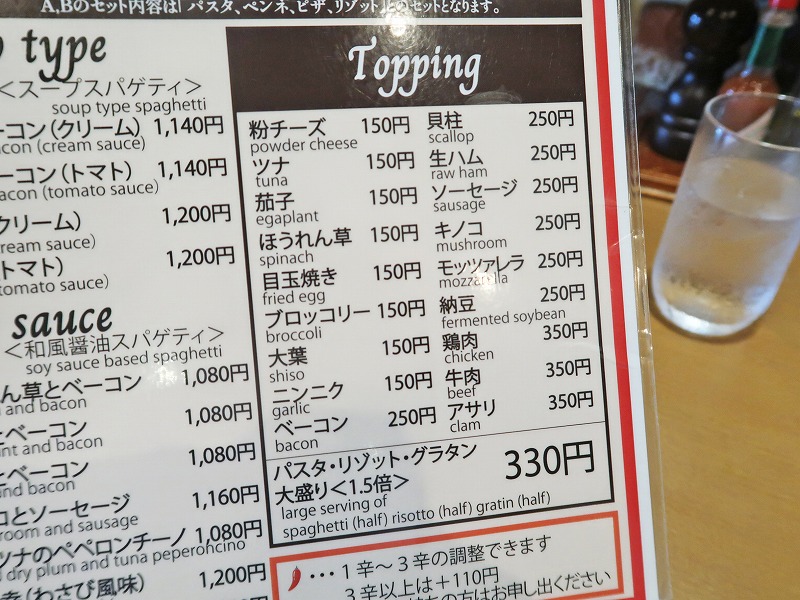 A,Bのセット内容は パスタ、ペンネ、ピザ、リゾット
のセットとなります。
type
<スープスパゲティ>
soup type spaghetti
ーコン(クリーム) 1,140円
acon (cream sauce)
ーコン(トマト) 1,140円
acon (tomato sauce)
クリーム) 1,200円
ream sauce)
トマト) 1,200円
omato sauce)
sauce
<和風醤油スパゲティ>
soy sauce based spaghetti
ん草とベーコン 1,080円
and bacon
とベーコン 1,080円
nt and bacon
とベーコン 1,080円
and bacon
コとソーセージ 1,160円
room and sausage
ツナのペペロンチーノ 1,080円
d dry plum and tuna peperoncino
(わさび風味) 1,200円
Topping
粉チーズ 150円
powder cheese
ツナ 150円
tuna
茄子 150円
egaplant
ほうれん草 150円
spinach
目玉焼き 150円
fried egg
ブロッコリー 150円
broccoli
大葉 150円
shiso
ニンニク 150円
garlic
ベーコン 250円
bacon
貝柱 250円
scallop
生ハム 250円
raw ham
ソーセージ 250円
sausage
キノコ 250円
mushroom
モッツァレラ 250円
mozzarella
納豆 250円
fermented soybean
鶏肉 350円
chicken
牛肉 350円
beef
アサリ 350円
clam
パスタ・リゾット・グラタン 330円
大盛り<1.5倍>
large serving of
spaghetti (half) risotto (half) gratin (half)
・・・1辛～3辛の調整できます
3辛以上は＋110円
の方はお申し出ください